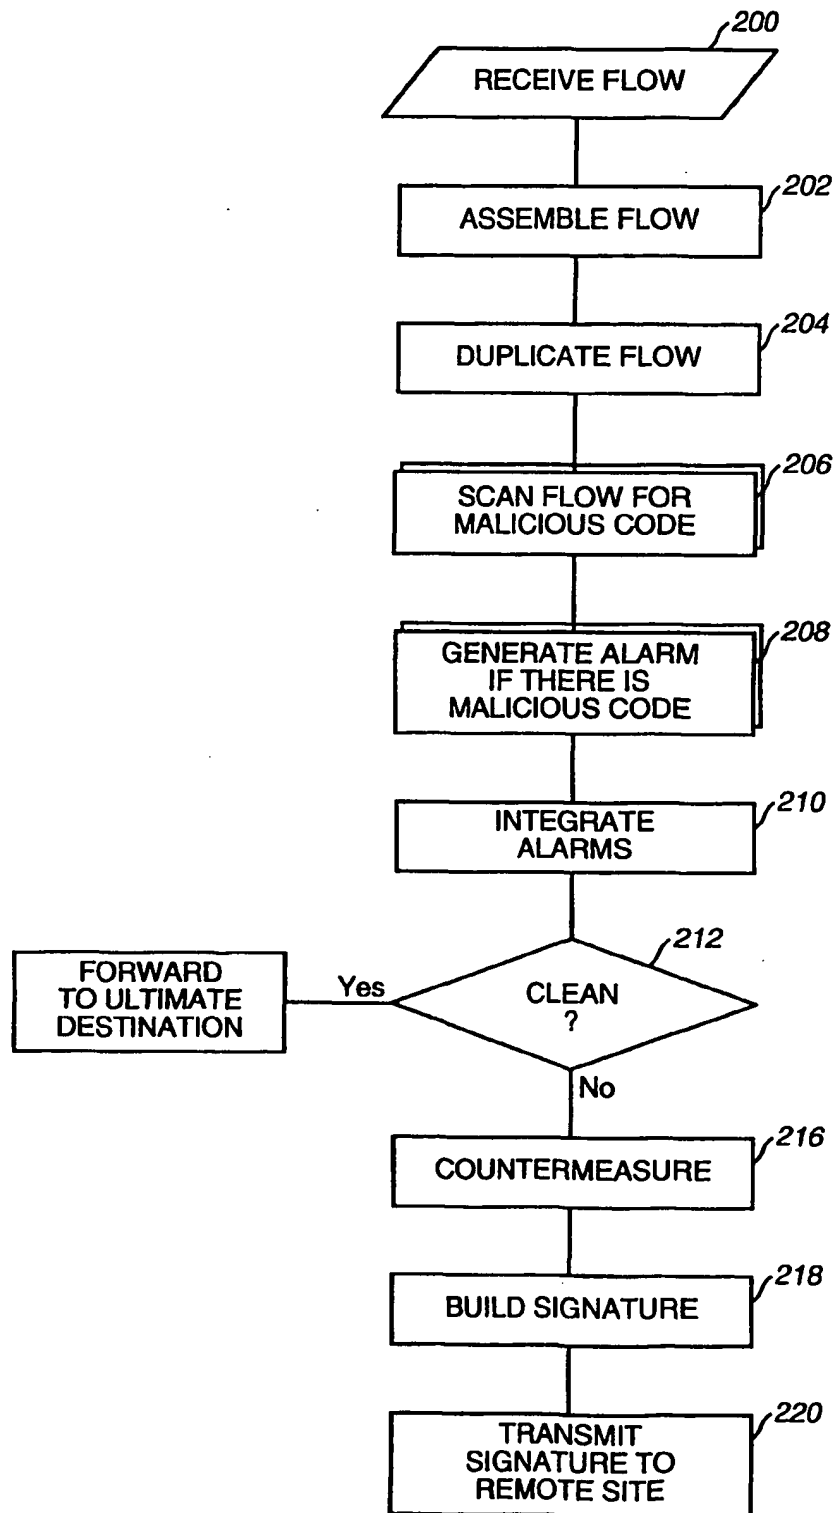 200
RECEIVE FLOW
202
ASSEMBLE FLOW
204
DUPLICATE FLOW
206
SCAN FLOW FOR
MALICIOUS CODE
208
GENERATE ALARM
IF THERE IS
MALICIOUS CODE
210
INTEGRATE
ALARMS
212
CLEAN
?
Yes
FORWARD
TO ULTIMATE
DESTINATION
No
216
COUNTERMEASURE
218
BUILD SIGNATURE
220
TRANSMIT
SIGNATURE TO
REMOTE SITE